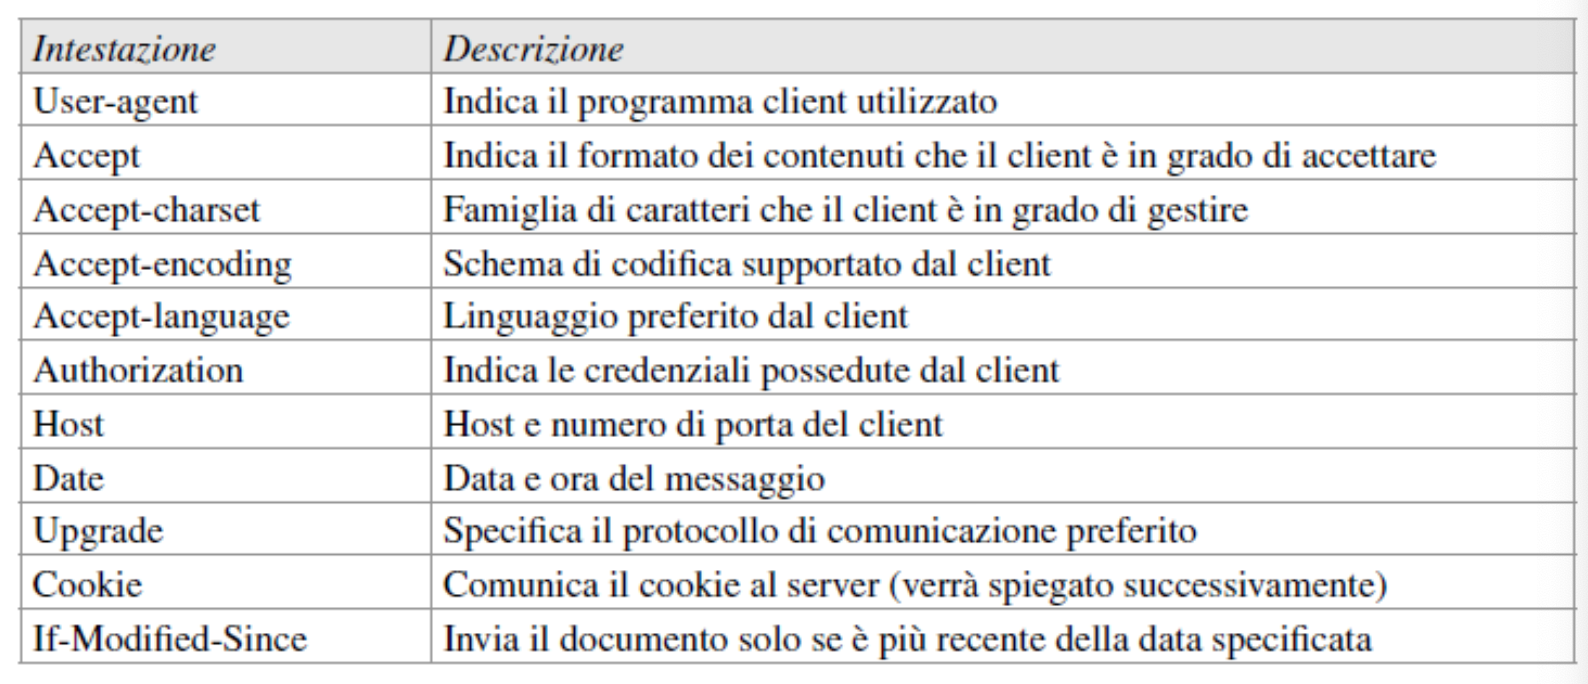 Intestazione Descrizione
User-agent Indica il programma client utilizzato
Accept Indica il formato dei contenuti che il client è in grado di accettare
Accept-charset Famiglia di caratteri che il client è in grado di gestire
Accept-encoding Schema di codifica supportato dal client
Accept-language Linguaggio preferito dal client
Authorization Indica le credenziali possedute dal client
Host Host e numero di porta del client
Date Data e ora del messaggio
Upgrade Specifica il protocollo di comunicazione preferito
Cookie Comunica il cookie al server (verrà spiegato successivamente)
If-Modified-Since Invia il documento solo se è più recente della data specificata